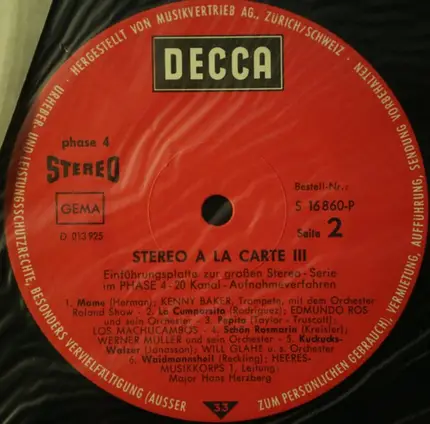 HERGESTELLT VON MUSIKVERTRIEB AG., ZURICH/SCHWEIZ · URHEBER- UND LEISTUNGSSCHUTZRECHTE, BESONDERS VERVIELFÄLTIGUNG (AUSSER ZUM PERSÖNLICHEN GEBRAUCH), VERMIETUNG, AUFFÜHRUNG, SENDUNG VORBEHALTEN
DECCA
phase 4
STEREO
GEMA
D 013 925
Bestell-Nr.:
S 16 860-P
Seite 2
STEREO A LA CARTE III
Einführungsplatte zur großen Stereo-Serie
im PHASE 4-20 Kanal-Aufnahmeverfahren
1. Mame (Herman); KENNY BAKER, Trompete, mit dem Orchester
Roland Shaw - 2. La Cumparsita (Rodriguez); EDMUNDO ROS
und sein Orchester - 3. Pepito (Taylor - Truscott);
LOS MACHUCAMBOS - 4. Schön Rosmarin (Kreisler);
WERNER MÜLLER und sein Orchester - 5. Kuckucks-
Walzer (Jonasson); WILL GLAHÉ u. s. Orchester
6. Waidmannsheil (Reckling); HEERES-
MUSIKKORPS 1, Leitung:
Major Hans Herzberg
33